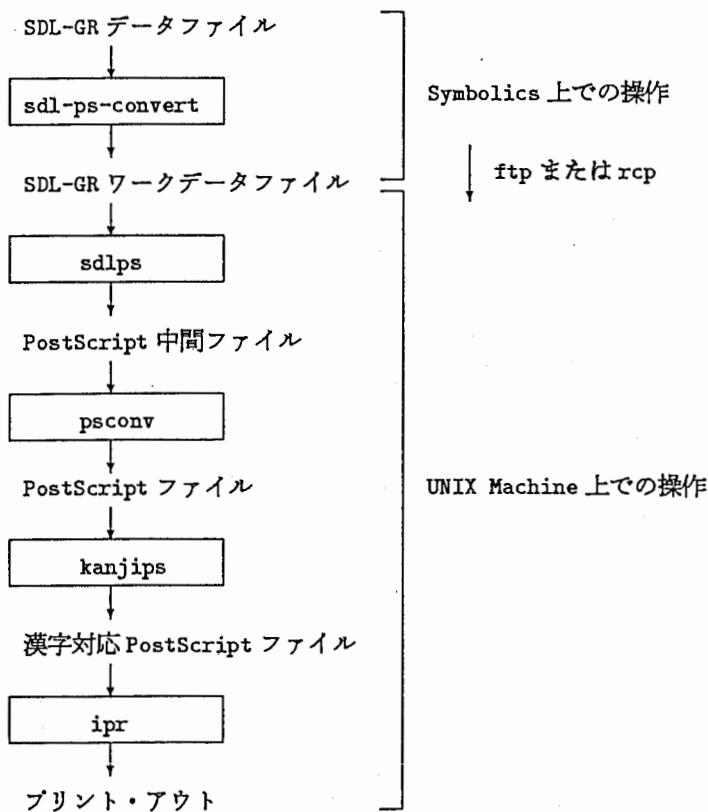 SDL-GR データファイル
sdl-ps-convert
Symbolics 上での操作
SDL-GR ワークデータファイル
ftp または rcp
sdlps
PostScript 中間ファイル
psconv
PostScript ファイル
UNIX Machine 上での操作
kanjips
漢字対応 PostScript ファイル
ipr
プリント・アウト